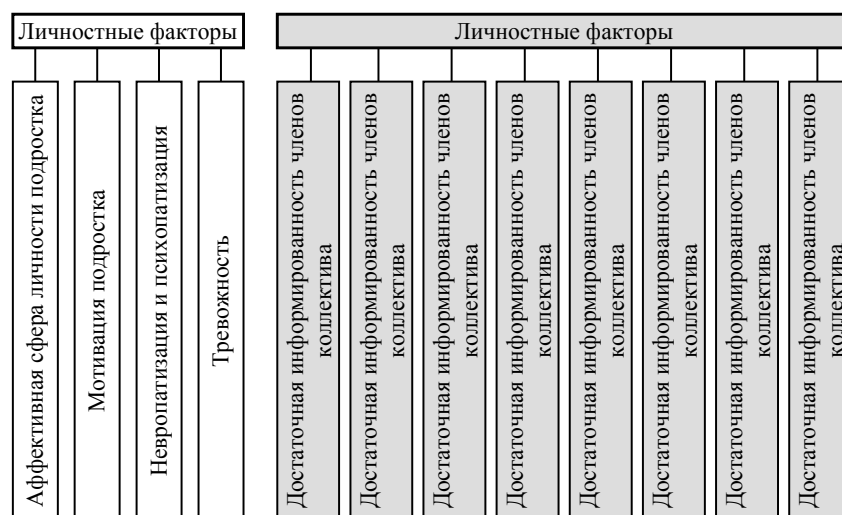 Личностные факторы
Личностные факторы
Аффективная сфера личности подростка
Мотивация подростка
Невропатизация и психопатизация
Тревожность
Достаточная информированность членов
коллектива
Достаточная информированность членов
коллектива
Достаточная информированность членов
коллектива
Достаточная информированность членов
коллектива
Достаточная информированность членов
коллектива
Достаточная информированность членов
коллектива
Достаточная информированность членов
коллектива
Достаточная информированность членов
коллектива